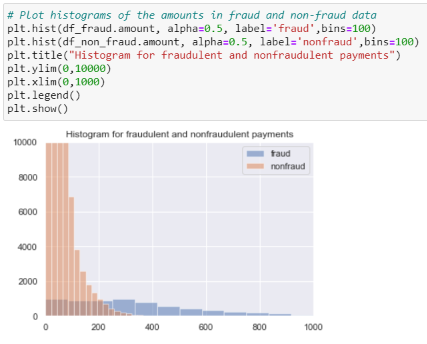 # Plot histograms of the amounts in fraud and non-fraud data
plt.hist(df_fraud.amount, alpha=0.5, label='fraud',bins=100)
plt.hist(df_non_fraud.amount, alpha=0.5, label='nonfraud',bins=100)
plt.title("Histogram for fraudulent and nonfraudulent payments")
plt.ylim(0,10000)
plt.xlim(0,1000)
plt.legend()
plt.show()
Histogram for fraudulent and nonfraudulent payments
10000
fraud
nonfraud
8000
6000
4000
2000
0
0 200 400 600 800 1000